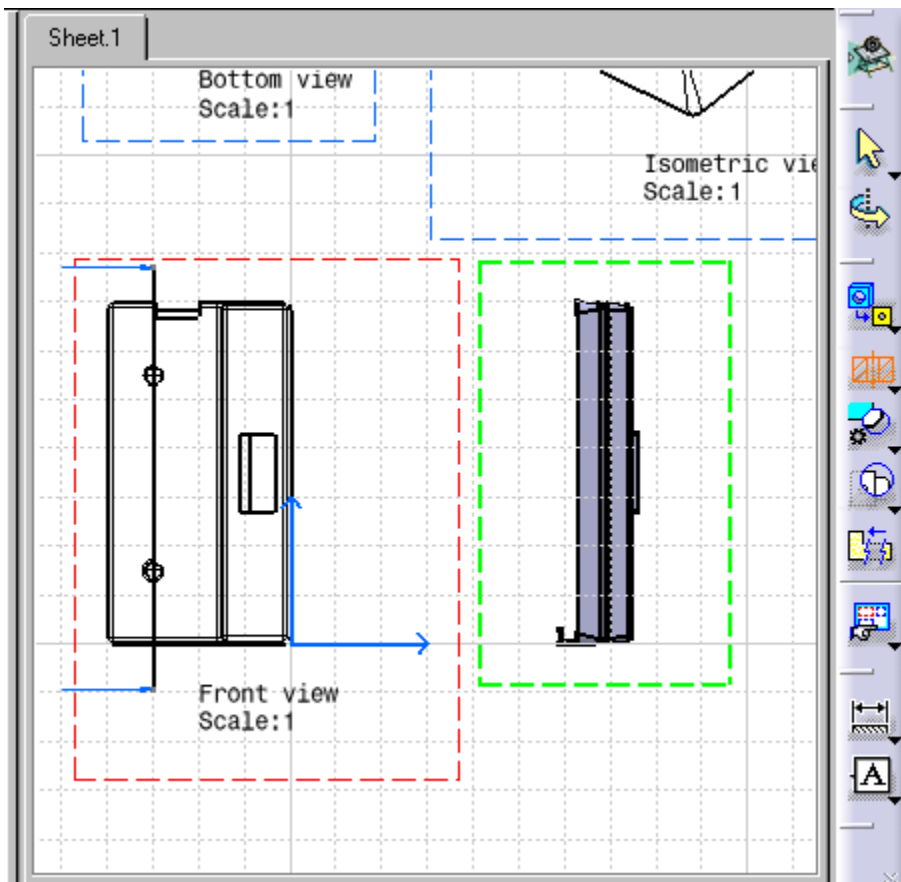 Sheet.1
Bottom view
Scale:1
Isometric vie
Scale:1
Front view
Scale:1
A